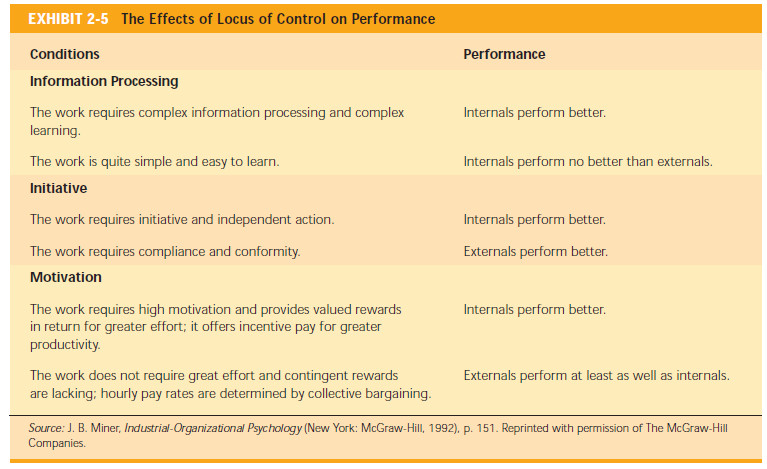 EXHIBIT 2-5 The Effects of Locus of Control on Performance
Conditions Performance
Information Processing
The work requires complex information processing and complex Internals perform better.
learning.
The work is quite simple and easy to learn. Internals perform no better than externals.
Initiative
The work requires initiative and independent action. Internals perform better.
The work requires compliance and conformity. Externals perform better.
Motivation
The work requires high motivation and provides valued rewards Internals perform better.
in return for greater effort; it offers incentive pay for greater
productivity.
The work does not require great effort and contingent rewards Externals perform at least as well as internals.
are lacking; hourly pay rates are determined by collective bargaining.
Source: J. B. Miner, Industrial-Organizational Psychology (New York: McGraw-Hill, 1992), p. 151. Reprinted with permission of The McGraw-Hill
Companies.